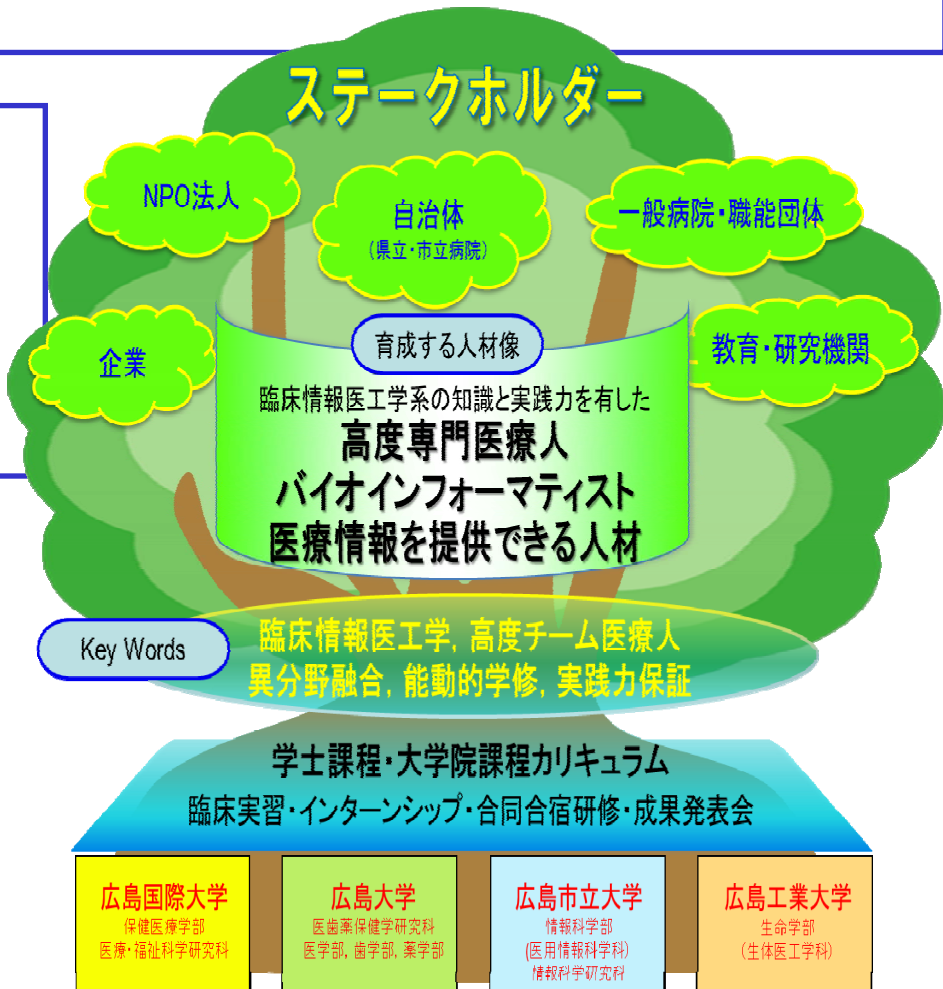 ステークホルダー
NPO法人
自治体
(県立・市立病院)
一般病院・職能団体
企業
教育・研究機関
育成する人材像
臨床情報医工学系の知識と実践力を有した
高度専門医療人
バイオインフォーマティスト
医療情報を提供できる人材
Key Words
臨床情報医工学, 高度チーム医療人
異分野融合, 能動的学修, 実践力保証
学士課程・大学院課程カリキュラム
臨床実習・インターンシップ・合同合宿研修・成果発表会
広島国際大学
保健医療学部
医療・福祉科学研究科
広島大学
医歯薬保健学研究科
医学部, 歯学部, 薬学部
広島市立大学
情報科学部
(医用情報科学科)
情報科学研究科
広島工業大学
生命学部
(生体医工学科)